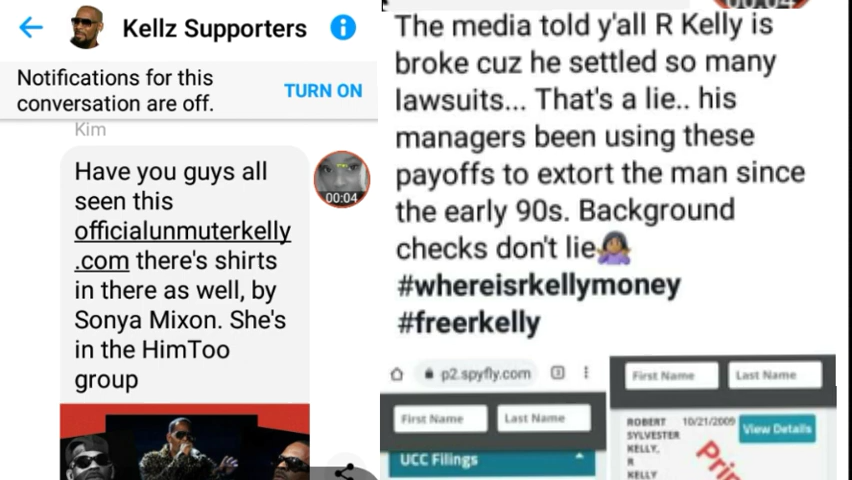 Kellz Supporters
Notifications for this
conversation are off.
TURN ON
Kim
Have you guys all
seen this
officialunmuterkelly
.com there's shirts
in there as well, by
Sonya Mixon. She's
in the HimToo
group
00:04
00:04
The media told y'all R Kelly is
broke cuz he settled so many
lawsuits... That's a lie.. his
managers been using these
payoffs to extort the man since
the early 90s. Background
checks don't lie🤷🏾‍♀️
#whereisrkellymoney
#freerkelly
p2.spyfly.com
First Name
Last Name
UCC Filings
First Name
Last Name
ROBERT
SYLVESTER
KELLY,
R
KELLY
10/21/2009
View Details